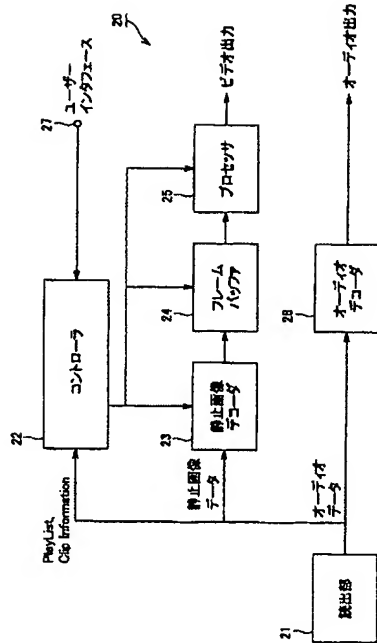 20
27
ユーザー
インタフェース
22
コントローラ
PlayList、
Clip Information
23
静止画像
デコーダ
24
フレーム
バッファ
25
プロセッサ
ビデオ出力
静止画像
データ
21
読出部
オーディオ
データ
28
オーディオ
デコーダ
オーディオ出力